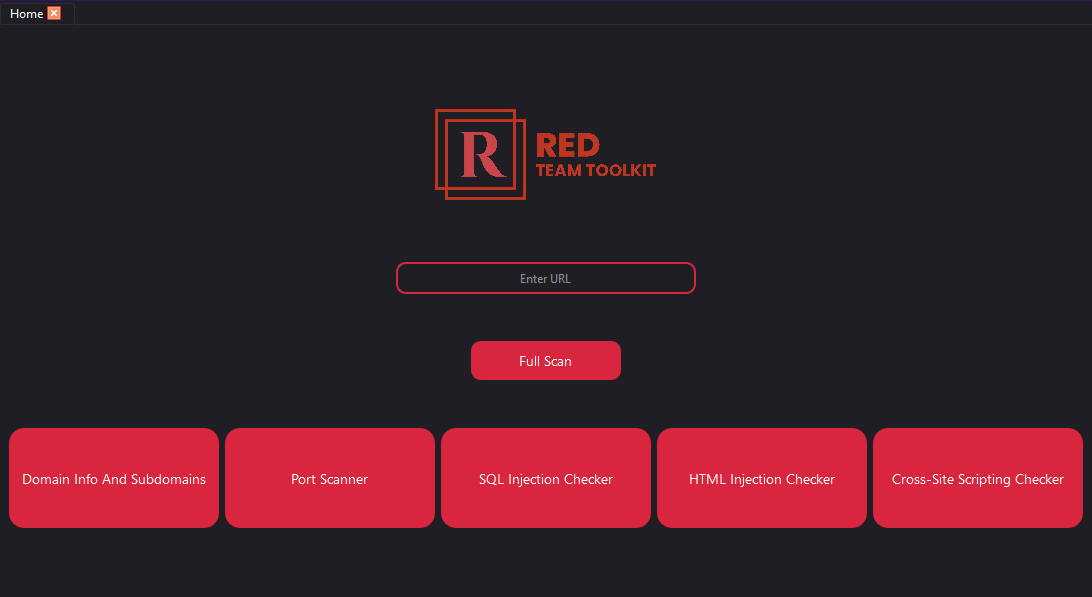 Home
R
RED
TEAM TOOLKIT
Enter URL
Full Scan
Domain Info And Subdomains
Port Scanner
SQL Injection Checker
HTML Injection Checker
Cross-Site Scripting Checker